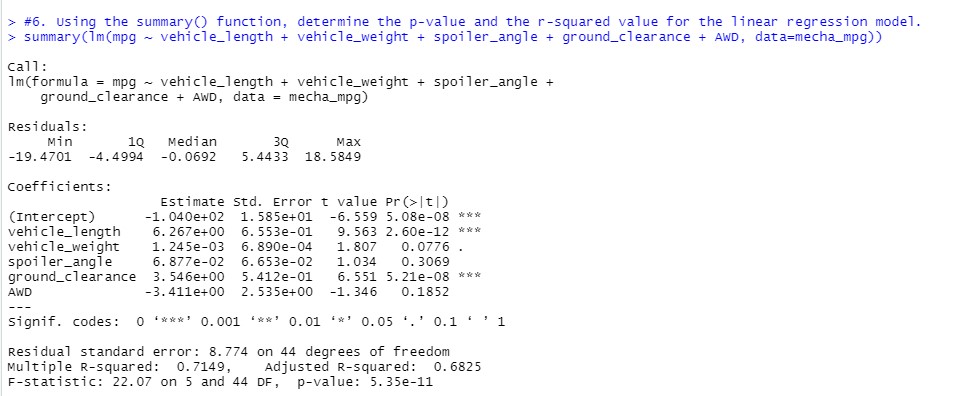 > #6. Using the summary() function, determine the p-value and the r-squared value for the linear regression model.
> summary(lm(mpg ~ vehicle_length + vehicle_weight + spoiler_angle + ground_clearance + AWD, data=mecha_mpg))
Call:
lm(formula = mpg ~ vehicle_length + vehicle_weight + spoiler_angle +
    ground_clearance + AWD, data = mecha_mpg)
Residuals:
     Min       1Q   Median       3Q      Max
-19.4701  -4.4994  -0.0692   5.4433  18.5849
Coefficients:
                   Estimate Std. Error t value Pr(>|t|)
(Intercept)      -1.040e+02  1.585e+01  -6.559 5.08e-08 ***
vehicle_length    6.267e+00  6.553e-01   9.563 2.60e-12 ***
vehicle_weight    1.245e-03  6.890e-04   1.807   0.0776 .
spoiler_angle     6.877e-02  6.653e-02   1.034   0.3069
ground_clearance  3.546e+00  5.412e-01   6.551 5.21e-08 ***
AWD              -3.411e+00  2.535e+00  -1.346   0.1852
---
Signif. codes:  0 ‘***’ 0.001 ‘**’ 0.01 ‘*’ 0.05 ‘.’ 0.1 ‘ ’ 1
Residual standard error: 8.774 on 44 degrees of freedom
Multiple R-squared:  0.7149,    Adjusted R-squared:  0.6825
F-statistic: 22.07 on 5 and 44 DF,  p-value: 5.35e-11